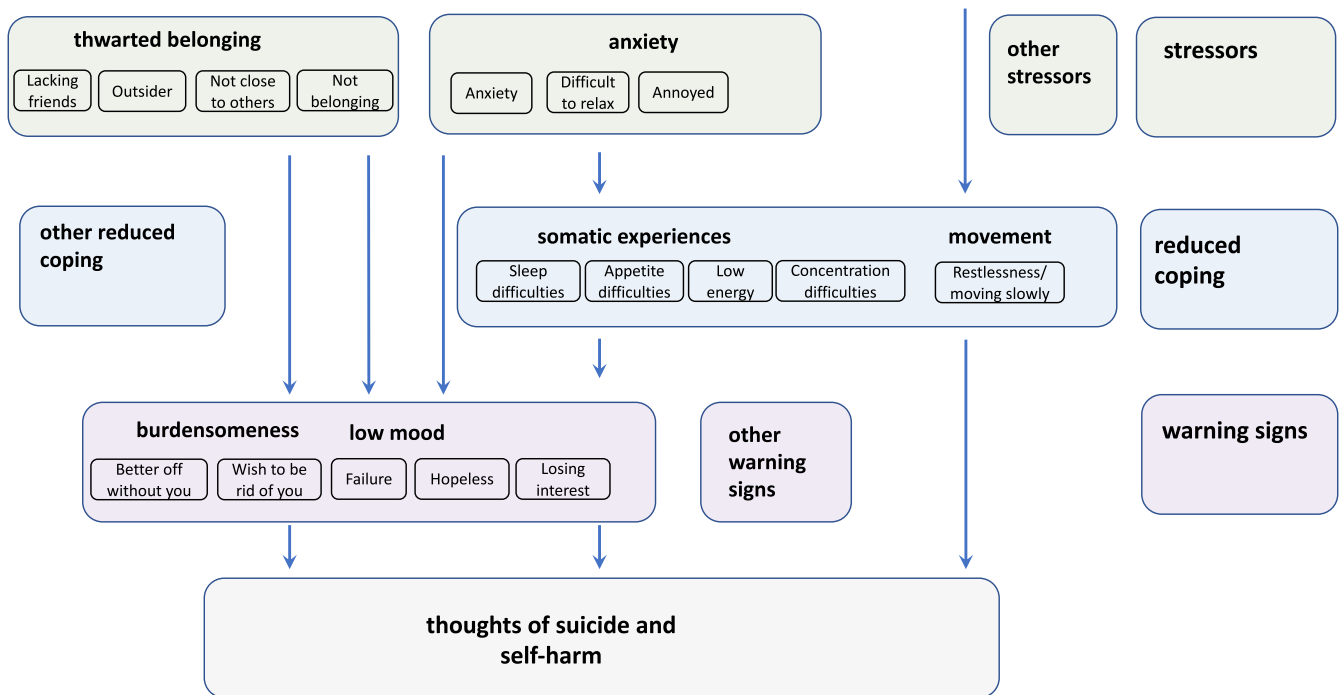 thwarted belonging
Lacking
friends
Outsider
Not close
to others
Not
belonging
anxiety
Anxiety
Difficult
to relax
Annoyed
other
stressors
stressors
other reduced
coping
somatic experiences
Sleep
difficulties
Appetite
difficulties
Low
energy
Concentration
difficulties
movement
Restlessness/
moving slowly
reduced
coping
burdensomeness
low mood
Better off
without you
Wish to be
rid of you
Failure
Hopeless
Losing
interest
other
warning
signs
warning signs
thoughts of suicide and
self-harm